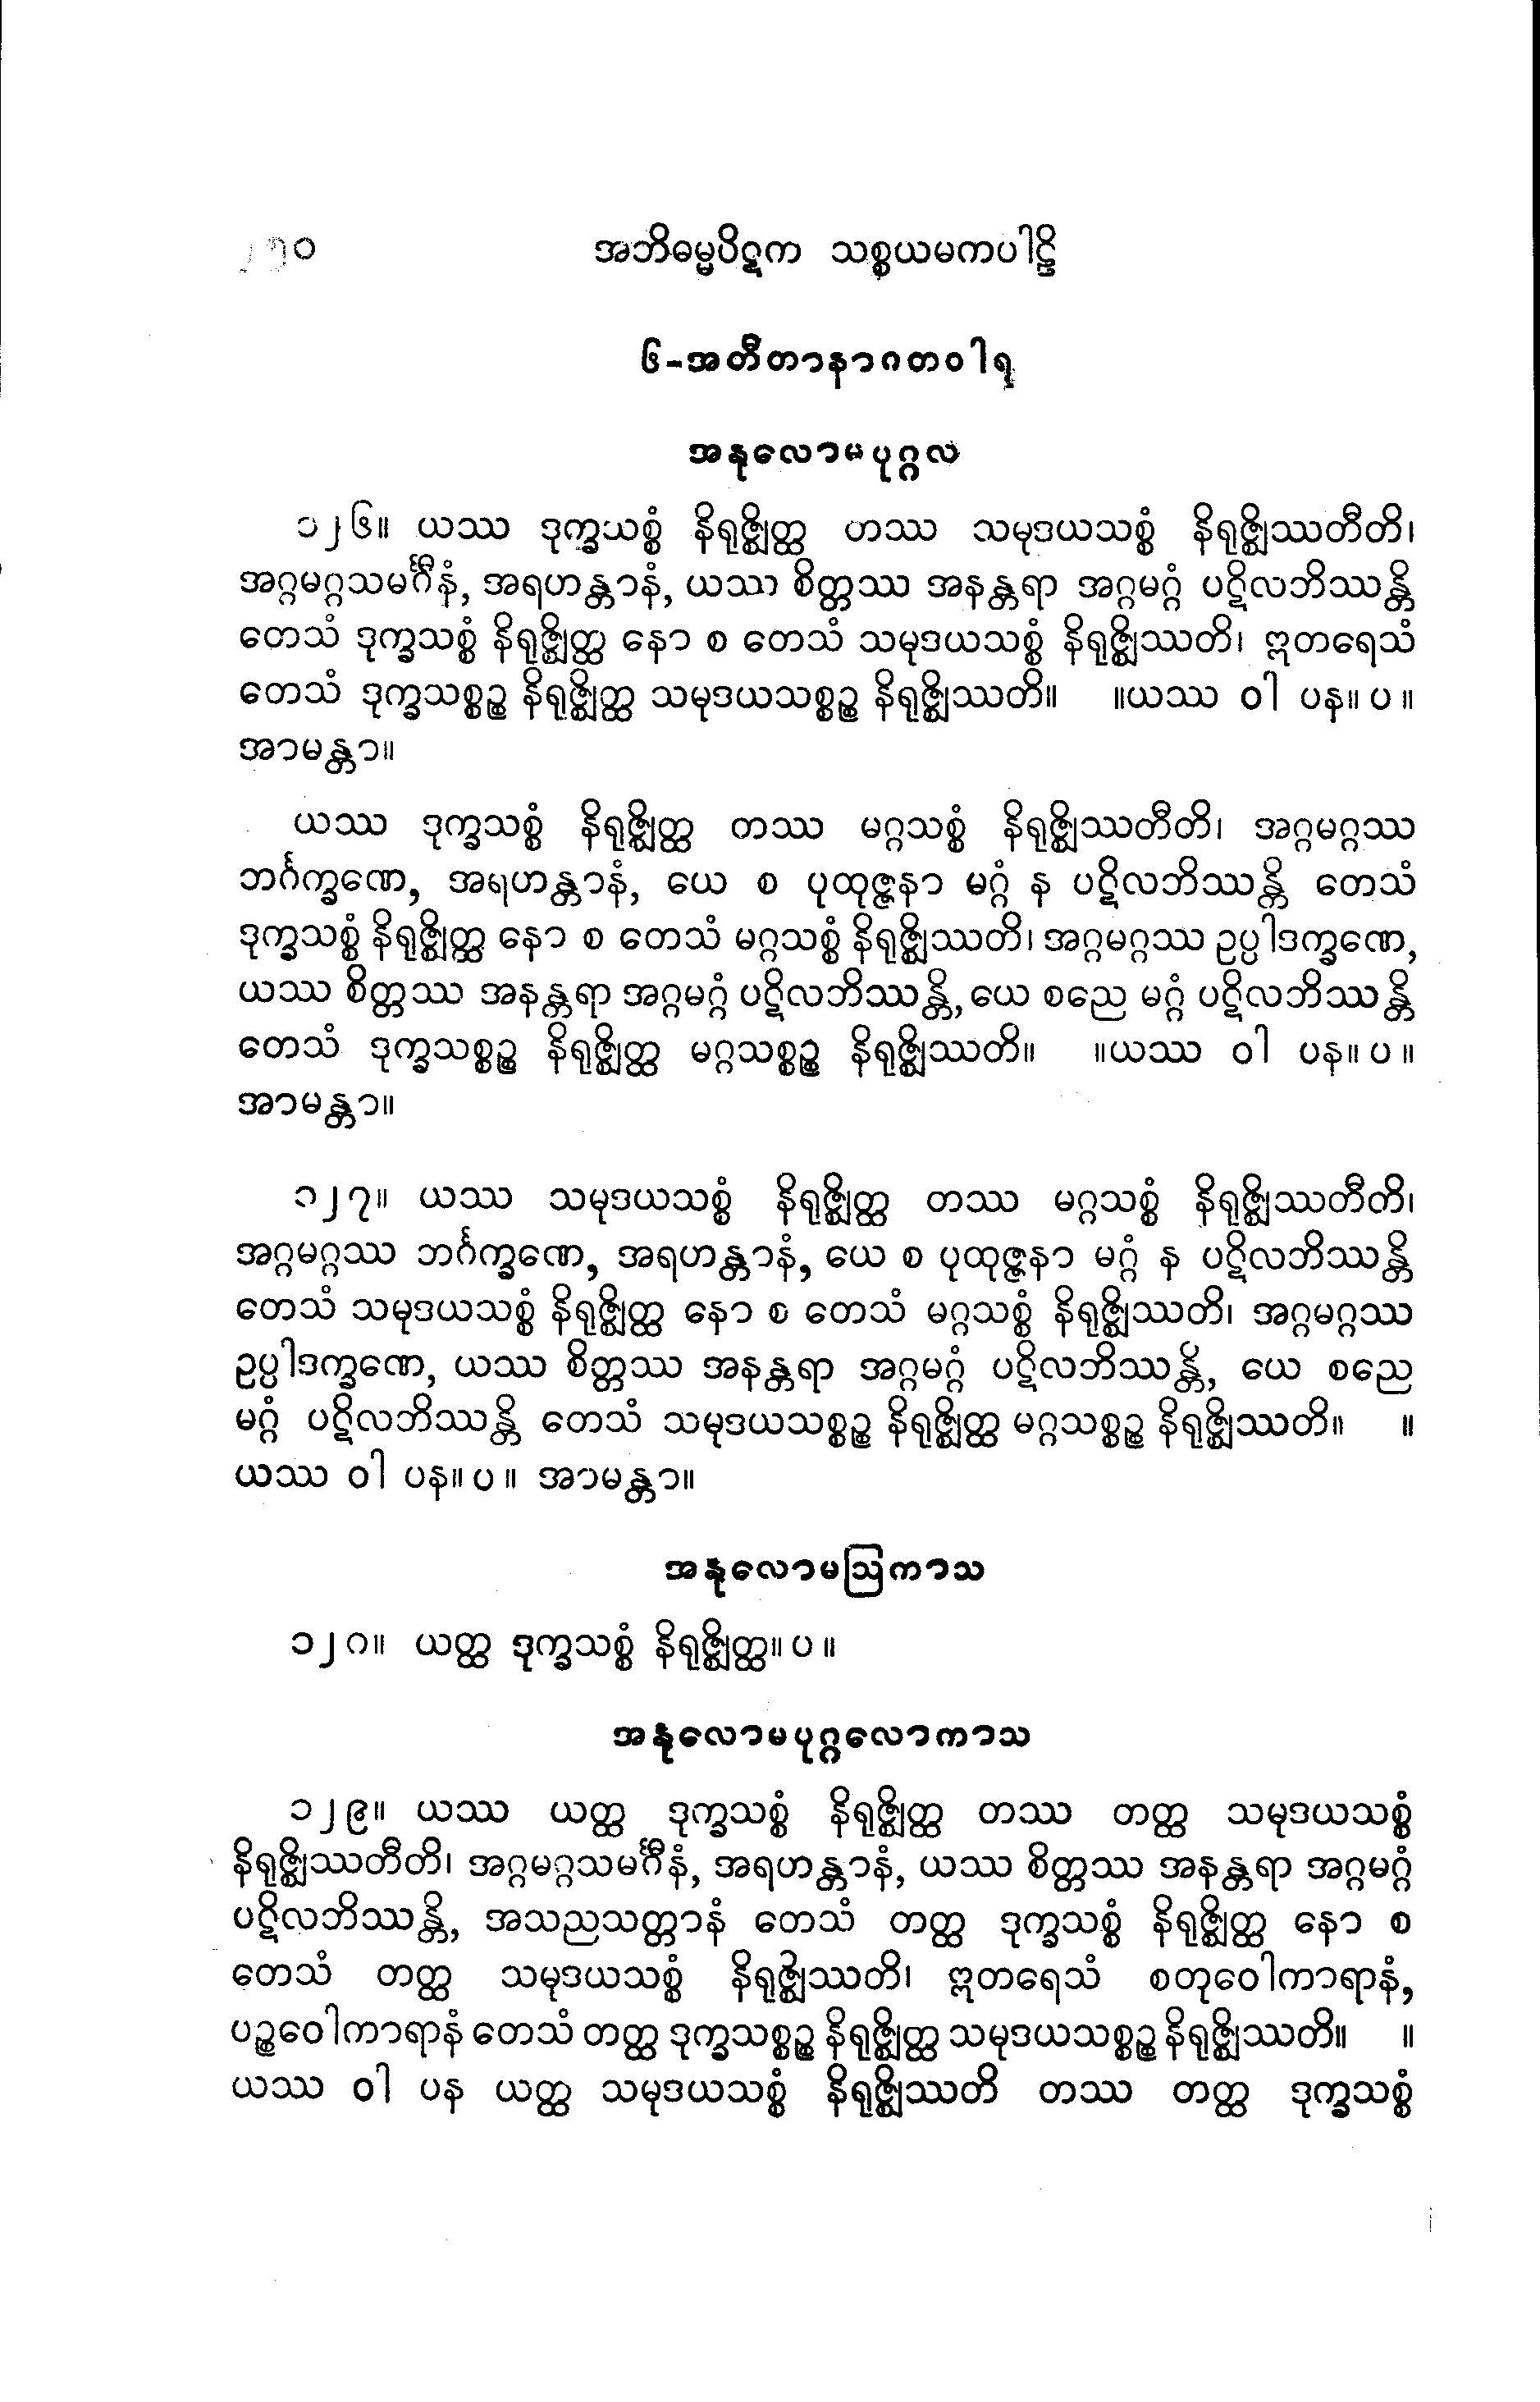 အဘိဓမ္မပိဋက သစ္စယမကပါဠိ
၆-အတီတာနာဂတဝါရ
အနုလောမပုဂ္ဂလ
၁၂၆။ ယဿ ဒုက္ခသစ္စံ နိရုဇ္ဈိတ္ထ တဿ သမုဒယသစ္စံ နိရုဇ္ဈိဿတီတိ၊
အဂ္ဂမဂ္ဂသမင်္ဂီနံ, အရဟန္တာနံ, ယဿ စိတ္တဿ အနန္တရာ အဂ္ဂမဂ္ဂံ ပဋိလဘိဿန္တိ
တေသံ ဒုက္ခသစ္စံ နိရုဇ္ဈိတ္ထ နော စ တေသံ သမုဒယသစ္စံ နိရုဇ္ဈိဿတိ၊ ဣတရေသံ
တေသံ ဒုက္ခသစ္စဉ္စ နိရုဇ္ဈိတ္ထ သမုဒယသစ္စဉ္စ နိရုဇ္ဈိဿတိ။ ။ယဿ ဝါ ပန။ ပ ။
အာမန္တာ။
ယဿ ဒုက္ခသစ္စံ နိရုဇ္ဈိတ္ထ တဿ မဂ္ဂသစ္စံ နိရုဇ္ဈိဿတီတိ၊ အဂ္ဂမဂ္ဂဿ
ဘင်္ဂက္ခဏေ, အရဟန္တာနံ, ယေ စ ပုထုဇ္ဇနာ မဂ္ဂံ န ပဋိလဘိဿန္တိ တေသံ
ဒုက္ခသစ္စံ နိရုဇ္ဈိတ္ထ နော စ တေသံ မဂ္ဂသစ္စံ နိရုဇ္ဈိဿတိ၊ အဂ္ဂမဂ္ဂဿ ဥပ္ပါဒက္ခဏေ,
ယဿ စိတ္တဿ အနန္တရာ အဂ္ဂမဂ္ဂံ ပဋိလဘိဿန္တိ, ယေ စညေ မဂ္ဂံ ပဋိလဘိဿန္တိ
တေသံ ဒုက္ခသစ္စဉ္စ နိရုဇ္ဈိတ္ထ မဂ္ဂသစ္စဉ္စ နိရုဇ္ဈိဿတိ။ ။ယဿ ဝါ ပန။ ပ ။
အာမန္တာ။
၁၂၇။ ယဿ သမုဒယသစ္စံ နိရုဇ္ဈိတ္ထ တဿ မဂ္ဂသစ္စံ နိရုဇ္ဈိဿတီတိ၊
အဂ္ဂမဂ္ဂဿ ဘင်္ဂက္ခဏေ, အရဟန္တာနံ, ယေ စ ပုထုဇ္ဇနာ မဂ္ဂံ န ပဋိလဘိဿန္တိ
တေသံ သမုဒယသစ္စံ နိရုဇ္ဈိတ္ထ နော စ တေသံ မဂ္ဂသစ္စံ နိရုဇ္ဈိဿတိ၊ အဂ္ဂမဂ္ဂဿ
ဥပ္ပါဒက္ခဏေ, ယဿ စိတ္တဿ အနန္တရာ အဂ္ဂမဂ္ဂံ ပဋိလဘိဿန္တိ, ယေ စညေ
မဂ္ဂံ ပဋိလဘိဿန္တိ တေသံ သမုဒယသစ္စဉ္စ နိရုဇ္ဈိတ္ထ မဂ္ဂသစ္စဉ္စ နိရုဇ္ဈိဿတိ။ ။
ယဿ ဝါ ပန။ ပ ။ အာမန္တာ။
အနုလောမဩကာသ
၁၂၈။ ယတ္ထ ဒုက္ခသစ္စံ နိရုဇ္ဈိတ္ထ။ ပ ။
အနုလောမပုဂ္ဂလောကာသ
၁၂၉။ ယဿ ယတ္ထ ဒုက္ခသစ္စံ နိရုဇ္ဈိတ္ထ တဿ တတ္ထ သမုဒယသစ္စံ
နိရုဇ္ဈိဿတီတိ၊ အဂ္ဂမဂ္ဂသမင်္ဂီနံ, အရဟန္တာနံ, ယဿ စိတ္တဿ အနန္တရာ အဂ္ဂမဂ္ဂံ
ပဋိလဘိဿန္တိ, အသညသတ္တာနံ တေသံ တတ္ထ ဒုက္ခသစ္စံ နိရုဇ္ဈိတ္ထ နော စ
တေသံ တတ္ထ သမုဒယသစ္စံ နိရုဇ္ဈိဿတိ၊ ဣတရေသံ စတုဝေါကာရာနံ,
ပဉ္စဝေါကာရာနံ တေသံ တတ္ထ ဒုက္ခသစ္စဉ္စ နိရုဇ္ဈိတ္ထ သမုဒယသစ္စဉ္စ နိရုဇ္ဈိဿတိ။ ။
ယဿ ဝါ ပန ယတ္ထ သမုဒယသစ္စံ နိရုဇ္ဈိဿတိ တဿ တတ္ထ ဒုက္ခသစ္စံ